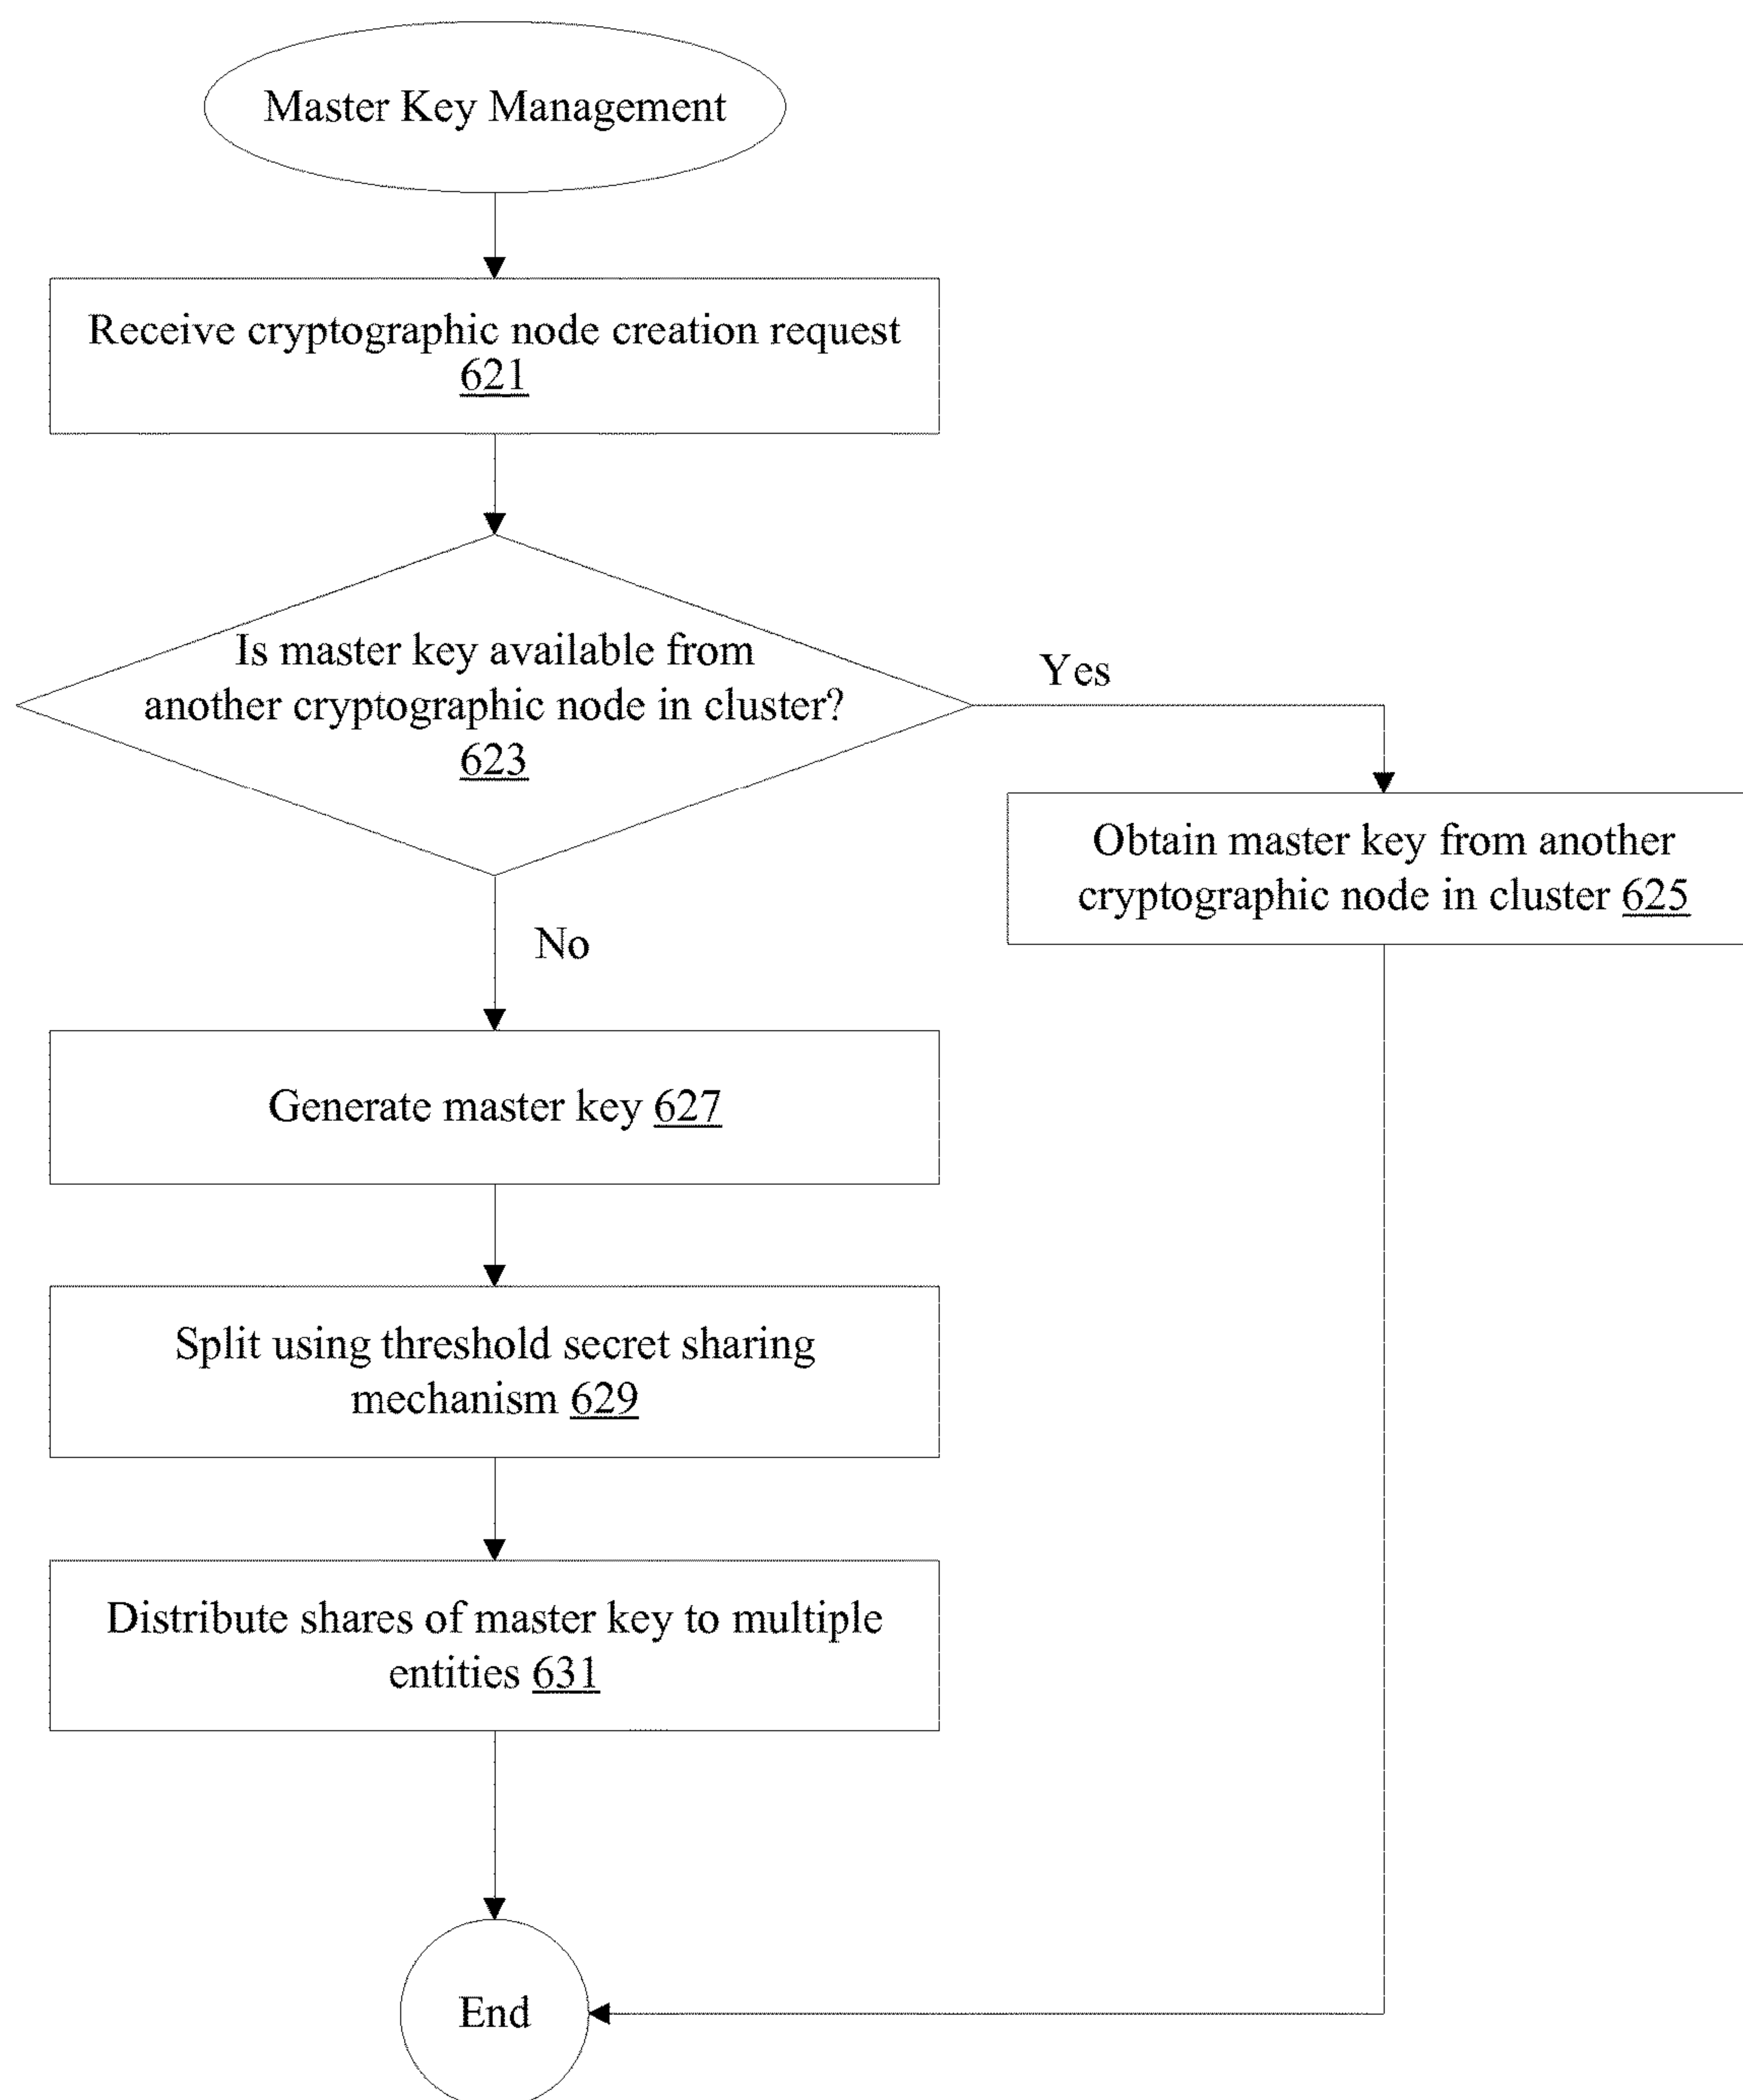 Master Key Management
Receive cryptographic node creation request
621
Is master key available from
another cryptographic node in cluster?
623
Yes
Obtain master key from another
cryptographic node in cluster 625
No
Generate master key 627
Split using threshold secret sharing
mechanism 629
Distribute shares of master key to multiple
entities 631
End